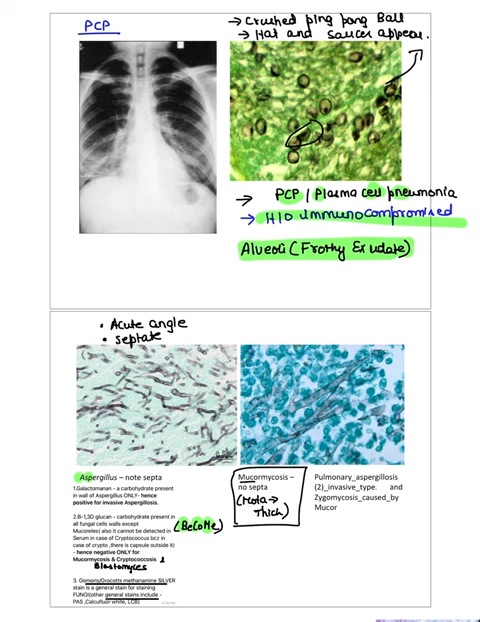 PCP
→ Crushed ping pong Ball
→ Hat and saucer appear.
→ PCP / Plasma cell pneumonia
→ H/O immunocompromised
Alveoli (Frothy Exudate)
• Acute angle
• Septate
Aspergillus – note septa
1.Galactomanan - a carbohydrate present
in wall of Aspergillus ONLY- hence
positive for invasive Aspergillosis.
2.B-1,3D glucan - carbohydrate present in
all fungal cells walls except
Mucoreles( also it cannot be detected in
Serum in case of Cryptococcus bcz in
case of crypto ,there is capsule outside it)
- hence negative ONLY for
Mucormycosis & Cryptococcosis &
Blastomyces
(BeCoMe)
3. Gomoris/Grocotts methanamine SILVER
stain is a general stain for staining
FUNGI(other general stains include -
PAS ,Calcufluor white, LCB)
Mucormycosis –
no septa
(Mota →
Thick)
Pulmonary_aspergillosis
(2)_invasive_type. and
Zygomycosis_caused_by
Mucor